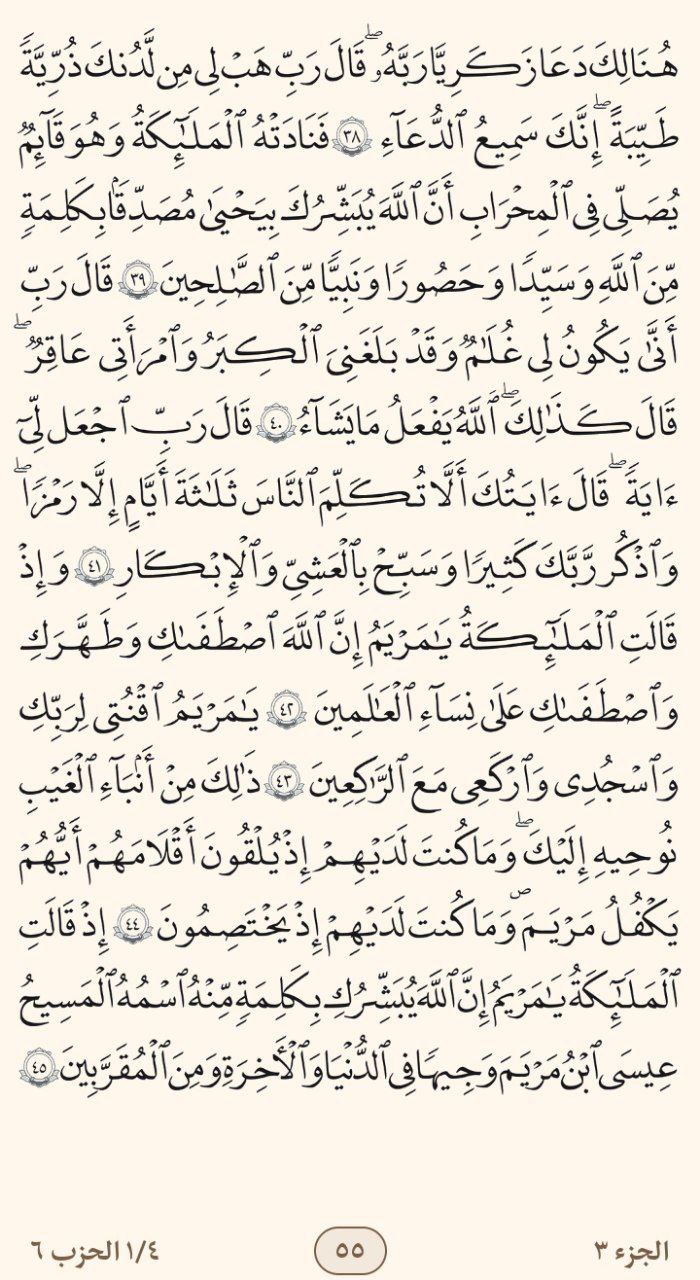 هُنَالِكَ دَعَا زَكَرِيَّا رَبَّهُۥۖ قَالَ رَبِّ هَبْ لِى مِن لَّدُنكَ ذُرِّيَّةً
طَيِّبَةًۖ إِنَّكَ سَمِيعُ ٱلدُّعَآءِ ٣٨ فَنَادَتْهُ ٱلْمَلَـٰٓئِكَةُ وَهُوَ قَآئِمٌ
يُصَلِّى فِى ٱلْمِحْرَابِ أَنَّ ٱللَّهَ يُبَشِّرُكَ بِيَحْيَىٰ مُصَدِّقًۢا بِكَلِمَةٍ
مِّنَ ٱللَّهِ وَسَيِّدًا وَحَصُورًا وَنَبِيًّا مِّنَ ٱلصَّـٰلِحِينَ ٣٩ قَالَ رَبِّ
أَنَّىٰ يَكُونُ لِى غُلَـٰمٌ وَقَدْ بَلَغَنِىَ ٱلْكِبَرُ وَٱمْرَأَتِى عَاقِرٌۖ
قَالَ كَذَٰلِكَۖ ٱللَّهُ يَفْعَلُ مَا يَشَآءُ ٤٠ قَالَ رَبِّ ٱجْعَل لِّىٓ
ءَايَةًۖ قَالَ ءَايَتُكَ أَلَّا تُكَلِّمَ ٱلنَّاسَ ثَلَـٰثَةَ أَيَّامٍ إِلَّا رَمْزًاۖ
وَٱذْكُر رَّبَّكَ كَثِيرًا وَسَبِّحْ بِٱلْعَشِىِّ وَٱلْإِبْكَـٰرِ ٤١ وَإِذْ
قَالَتِ ٱلْمَلَـٰٓئِكَةُ يَـٰمَرْيَمُ إِنَّ ٱللَّهَ ٱصْطَفَىٰكِ وَطَهَّرَكِ
وَٱصْطَفَىٰكِ عَلَىٰ نِسَآءِ ٱلْعَـٰلَمِينَ ٤٢ يَـٰمَرْيَمُ ٱقْنُتِى لِرَبِّكِ
وَٱسْجُدِى وَٱرْكَعِى مَعَ ٱلرَّٰكِعِينَ ٤٣ ذَٰلِكَ مِنْ أَنۢبَآءِ ٱلْغَيْبِ
نُوحِيهِ إِلَيْكَۖ وَمَا كُنتَ لَدَيْهِمْ إِذْ يُلْقُونَ أَقْلَـٰمَهُمْ أَيُّهُمْ
يَكْفُلُ مَرْيَمَ ۖ وَمَا كُنتَ لَدَيْهِمْ إِذْ يَخْتَصِمُونَ ٤٤ إِذْ قَالَتِ
ٱلْمَلَـٰٓئِكَةُ يَـٰمَرْيَمُ إِنَّ ٱللَّهَ يُبَشِّرُكِ بِكَلِمَةٍ مِّنْهُ ٱسْمُهُ ٱلْمَسِيحُ
عِيسَى ٱبْنُ مَرْيَمَ وَجِيهًا فِى ٱلدُّنْيَا وَٱلْـَٔاخِرَةِ وَمِنَ ٱلْمُقَرَّبِينَ ٤٥
الجزء ٣ ٥٥ ١/٤ الحزب ٦